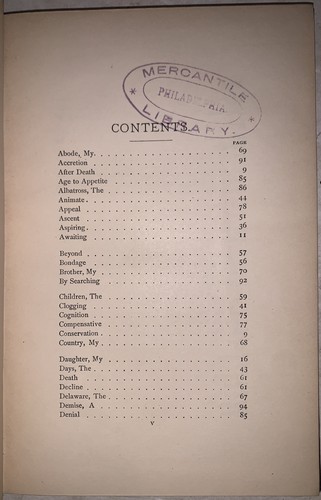 MERCANTILE
PHILADELPHIA
LIBRARY.
CONTENTS.
PAGE
Abode, My. . . . . . . . . . . . . . 69
Accretion . . . . . . . . . . . . . . 91
After Death . . . . . . . . . . . . . . 9
Age to Appetite . . . . . . . . . . . . 85
Albatross, The . . . . . . . . . . . . 86
Animate. . . . . . . . . . . . . . . 44
Appeal . . . . . . . . . . . . . . . 78
Ascent . . . . . . . . . . . . . . . 51
Aspiring. . . . . . . . . . . . . . . 36
Awaiting . . . . . . . . . . . . . . 11
Beyond . . . . . . . . . . . . . . . 57
Bondage . . . . . . . . . . . . . . 56
Brother, My . . . . . . . . . . . . . 70
By Searching . . . . . . . . . . . . . 92
Children, The . . . . . . . . . . . . . 59
Clogging . . . . . . . . . . . . . . 41
Cognition . . . . . . . . . . . . . . 75
Compensative . . . . . . . . . . . . 77
Conservation. . . . . . . . . . . . . . 9
Country, My . . . . . . . . . . . . . 68
Daughter, My . . . . . . . . . . . . . 16
Days, The . . . . . . . . . . . . . . 43
Death . . . . . . . . . . . . . . . 61
Decline . . . . . . . . . . . . . . . 61
Delaware, The . . . . . . . . . . . . . 67
Demise, A . . . . . . . . . . . . . . 94
Denial . . . . . . . . . . . . . . . 85
v